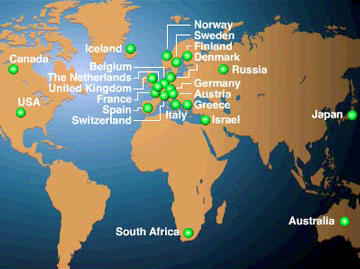 Norway
Sweden
Finland
Denmark
Iceland
Canada
Belgium
The Netherlands
United Kingdom
France
Spain
Switzerland
Russia
Germany
Austria
Greece
Italy
Israel
USA
Japan
South Africa
Australia